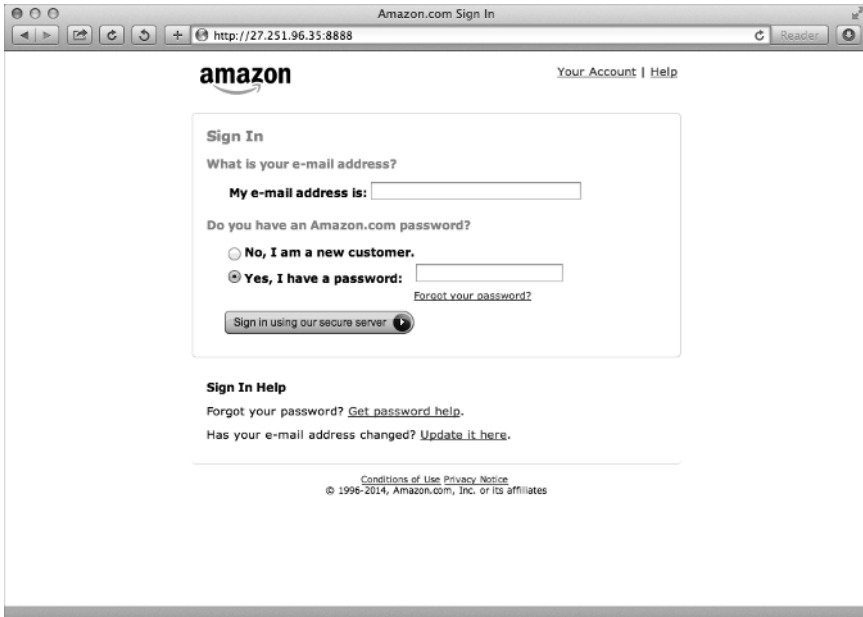 Amazon.com Sign In
http://27.251.96.35:8888 Reader
amazon Your Account | Help
Sign In
What is your e-mail address?
My e-mail address is:
Do you have an Amazon.com password?
No, I am a new customer.
Yes, I have a password:
Forgot your password?
Sign in using our secure server
Sign In Help
Forgot your password? Get password help.
Has your e-mail address changed? Update it here.
Conditions of Use Privacy Notice
© 1996-2014, Amazon.com, Inc. or its affiliates